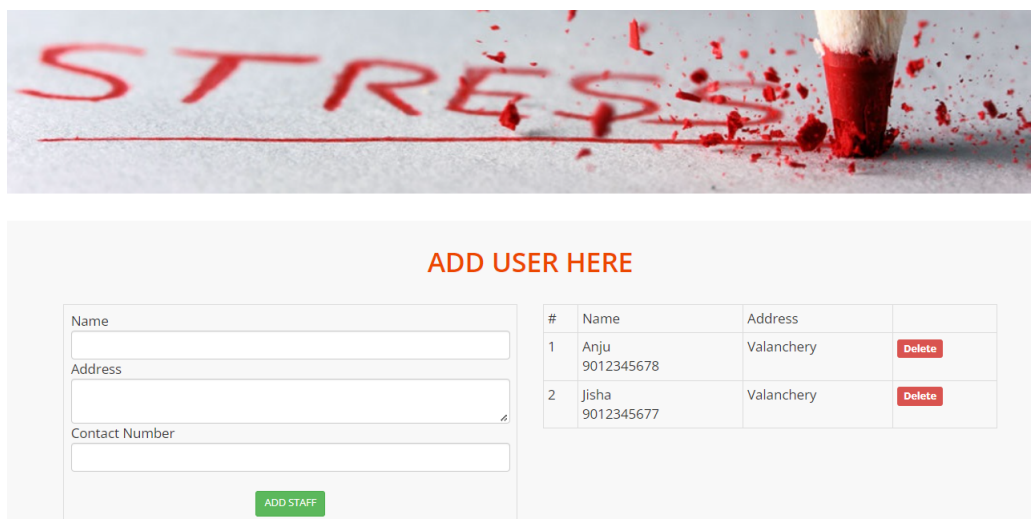 STRESS
ADD USER HERE
Name
Address
Contact Number
ADD STAFF
# Name Address
1 Anju Valanchery Delete
9012345678
2 Jisha Valanchery Delete
9012345677